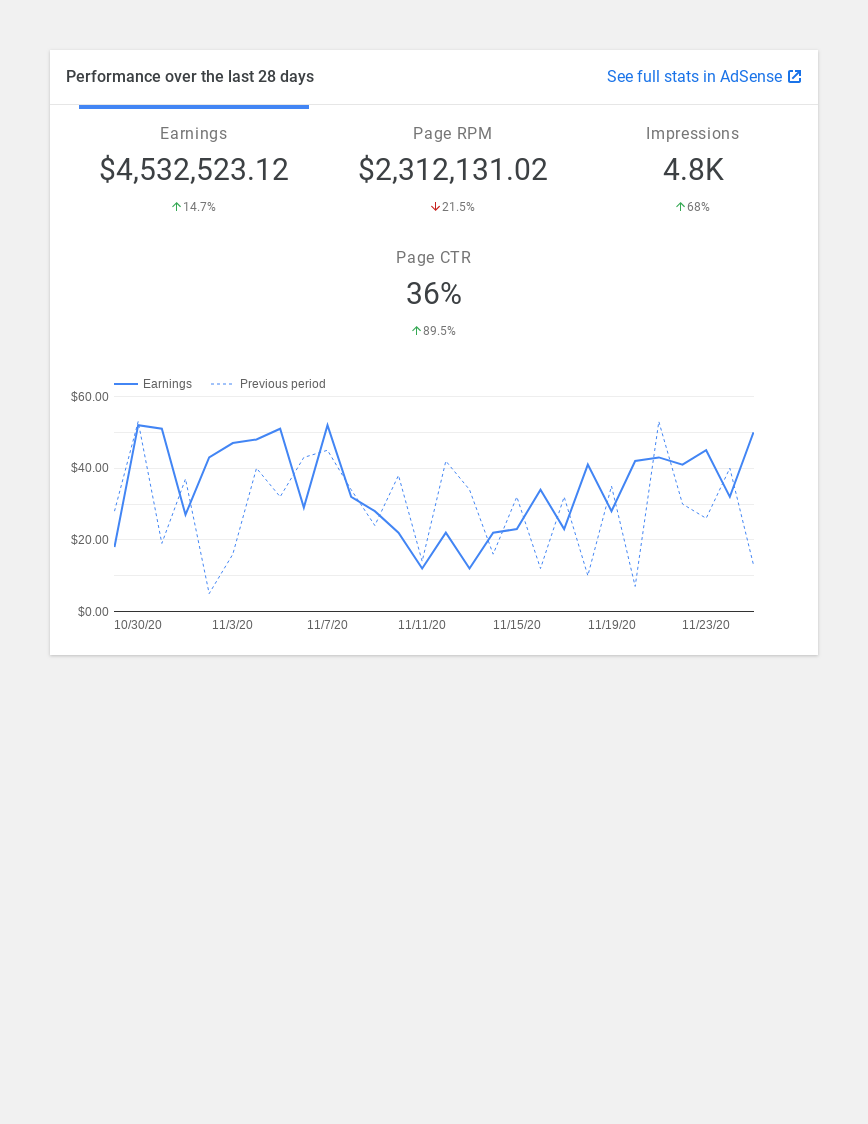 Performance over the last 28 days
See full stats in AdSense
Earnings
$4,532,523.12
14.7%
Page RPM
$2,312,131.02
21.5%
Impressions
4.8K
68%
Page CTR
36%
89.5%
Earnings
Previous period
$60.00
$40.00
$20.00
$0.00
10/30/20
11/3/20
11/7/20
11/11/20
11/15/20
11/19/20
11/23/20